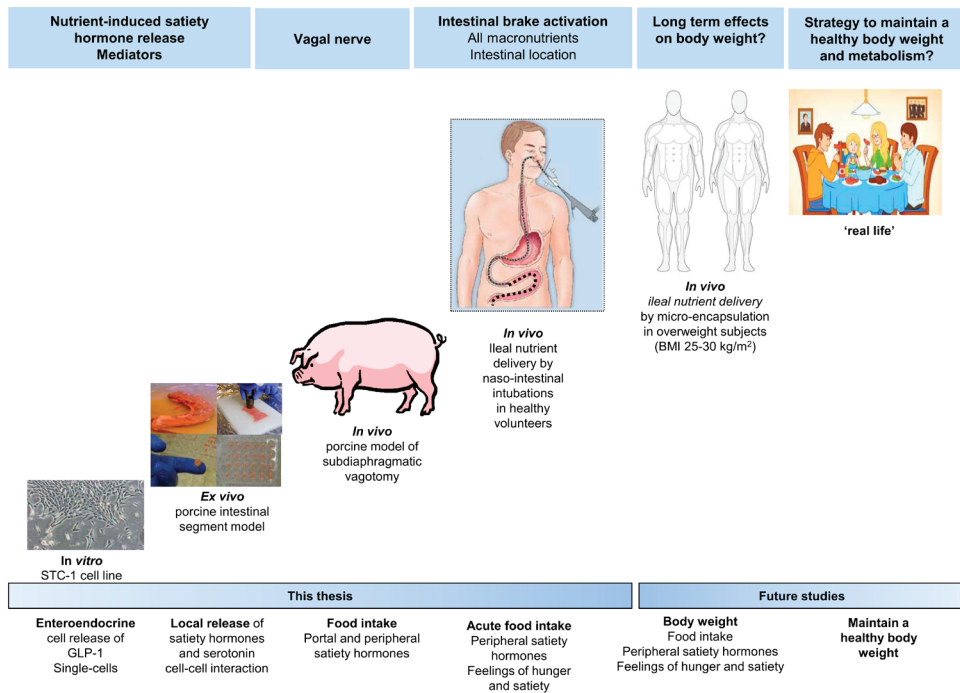 Nutrient-induced satiety
hormone release
Mediators
Vagal nerve
Intestinal brake activation
All macronutrients
Intestinal location
Long term effects
on body weight?
Strategy to maintain a
healthy body weight
and metabolism?
‘real life’
In vivo
ileal nutrient delivery
by micro-encapsulation
in overweight subjects
(BMI 25-30 kg/m²)
In vivo
Ileal nutrient
delivery by
naso-intestinal
intubations
in healthy
volunteers
In vivo
porcine model of
subdiaphragmatic
vagotomy
Ex vivo
porcine intestinal
segment model
In vitro
STC-1 cell line
This thesis
Future studies
Enteroendocrine
cell release of
GLP-1
Single-cells
Local release of
satiety hormones
and serotonin
cell-cell interaction
Food intake
Portal and peripheral
satiety hormones
Acute food intake
Peripheral satiety
hormones
Feelings of hunger
and satiety
Body weight
Food intake
Peripheral satiety hormones
Feelings of hunger and satiety
Maintain a
healthy body
weight